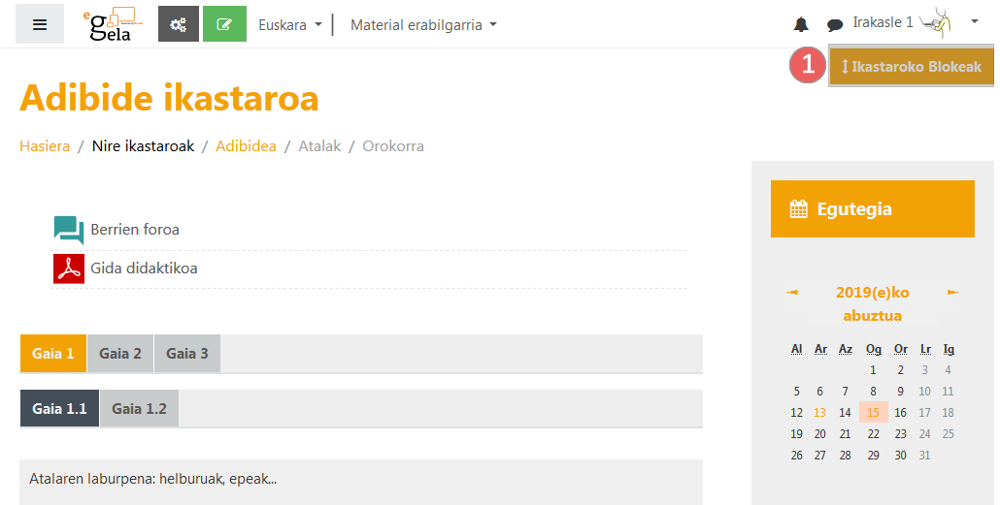 eGela
Euskara
Material erabilgarria
Irakasle 1
1
Ikastaroko Blokeak
Adibide ikastaroa
Hasiera / Nire ikastaroak / Adibidea / Atalak / Orokorra
Berrien foroa
Gida didaktikoa
Gaia 1 Gaia 2 Gaia 3
Gaia 1.1 Gaia 1.2
Atalaren laburpena: helburuak, epeak...
Egutegia
◄ 2019(e)ko ►
abuztua
Al Ar Az Og Or Lr Ig
1 2 3 4
5 6 7 8 9 10 11
12 13 14 15 16 17 18
19 20 21 22 23 24 25
26 27 28 29 30 31